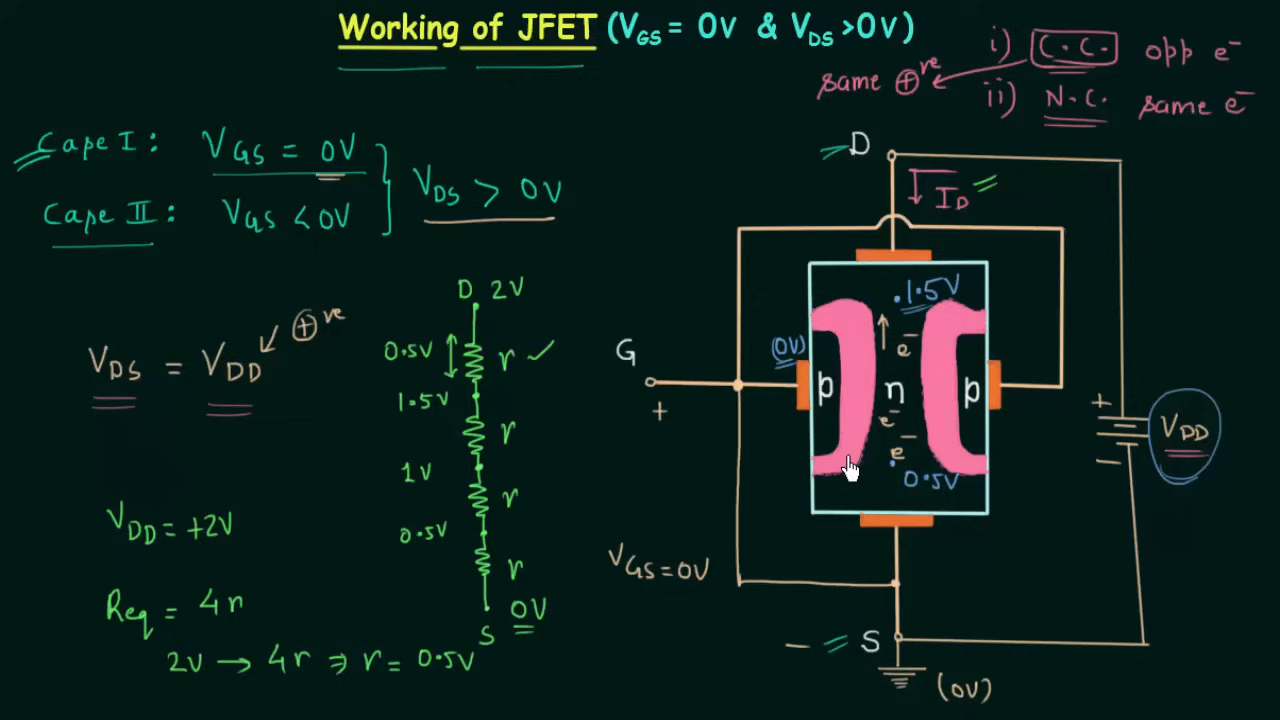 Working of JFET (VGS = 0V & VDS >0V)
i) C.C. opp e⁻
same ⊕ve
ii) N.C. same e⁻
Case I: VGS = 0V
Case II: VGS < 0V
VDS > 0V
D
ID
VDS = VDD
⊕ve
D 2V
0.5V r ✓
1.5V
r
1V
r
0.5V
r
S 0V
VDD = +2V
Req = 4r
2V → 4r ⇒ r = 0.5V
G
+
(0V)
.1.5V
e⁻
p n p
e⁻
e⁻
.0.5V
+
VDD
−
VGS=0V
− S
(0V)